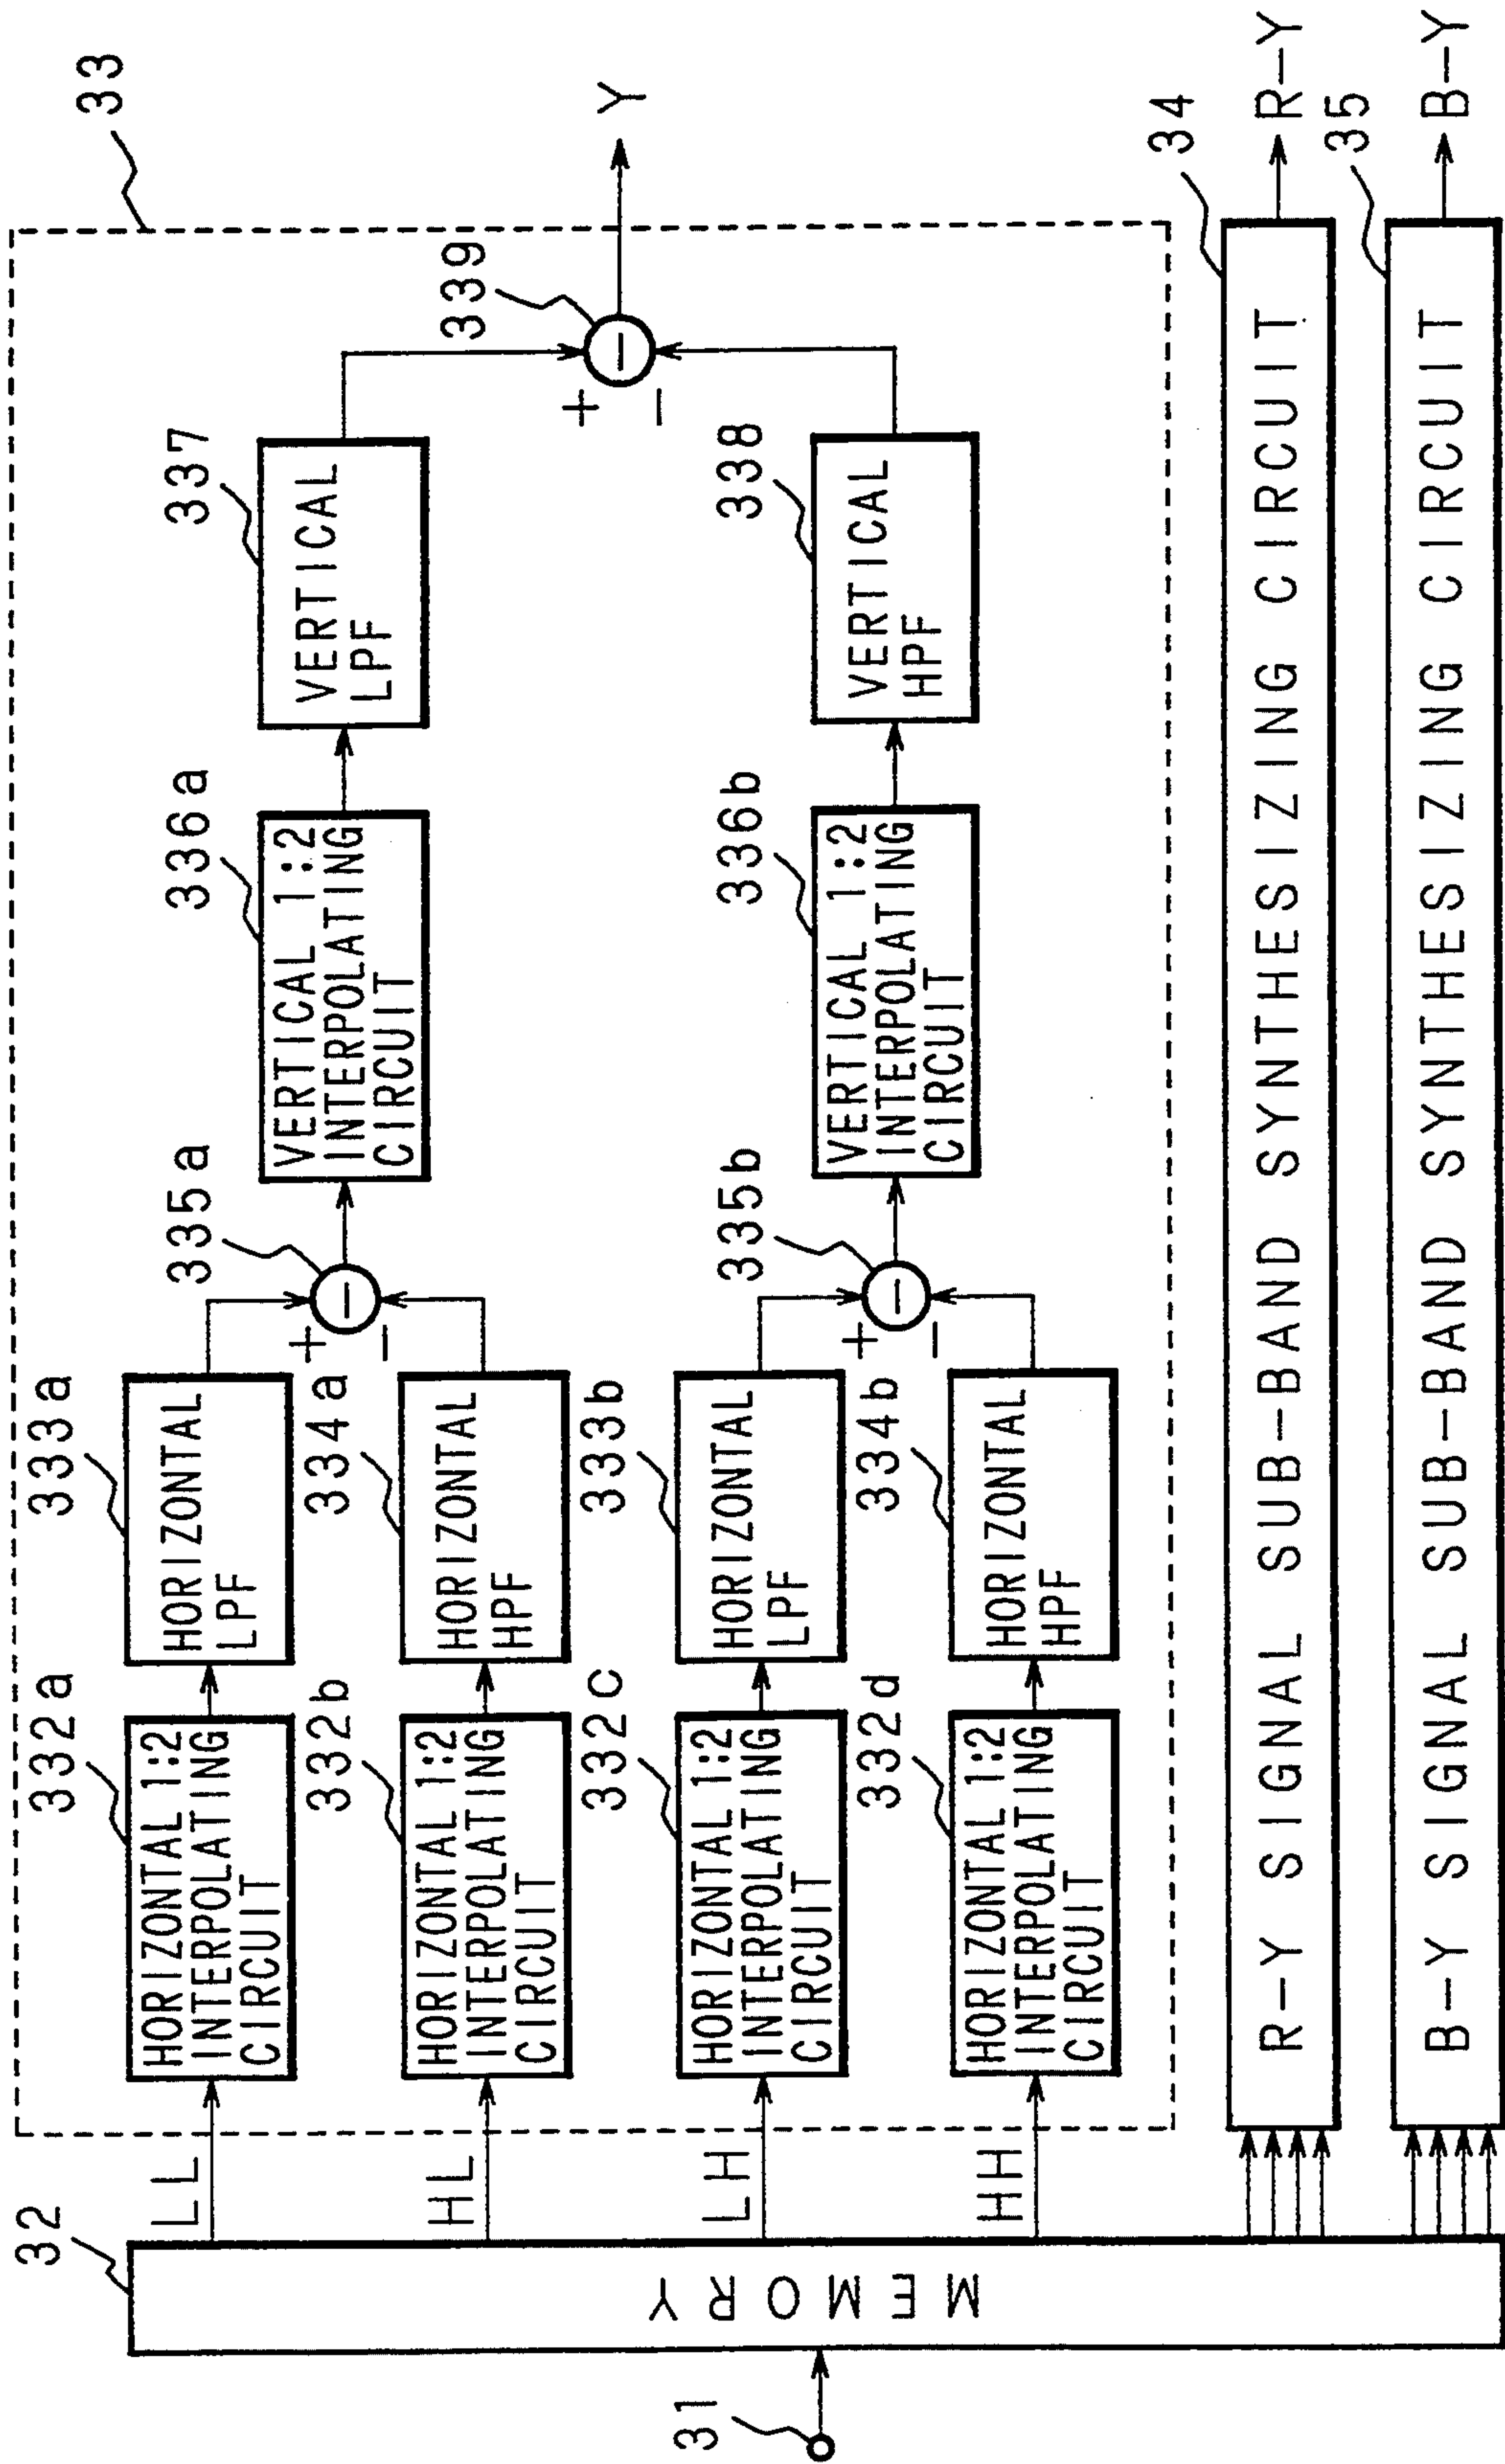 33
332a
333a
335a
336a
337
32
LL
HORIZONTAL 1:2
INTERPOLATING
CIRCUIT
HORIZONTAL
LPF
+
−
−
VERTICAL 1:2
INTERPOLATING
CIRCUIT
VERTICAL
LPF
332b
334a
339
HL
HORIZONTAL 1:2
INTERPOLATING
CIRCUIT
HORIZONTAL
HPF
+
−
−
Y
31
MEMORY
332c
333b
335b
336b
338
LH
HORIZONTAL 1:2
INTERPOLATING
CIRCUIT
HORIZONTAL
LPF
+
−
−
VERTICAL 1:2
INTERPOLATING
CIRCUIT
VERTICAL
HPF
332d
334b
HH
HORIZONTAL 1:2
INTERPOLATING
CIRCUIT
HORIZONTAL
HPF
34
R-Y SIGNAL SUB-BAND SYNTHESIZING CIRCUIT
R-Y
35
B-Y SIGNAL SUB-BAND SYNTHESIZING CIRCUIT
B-Y